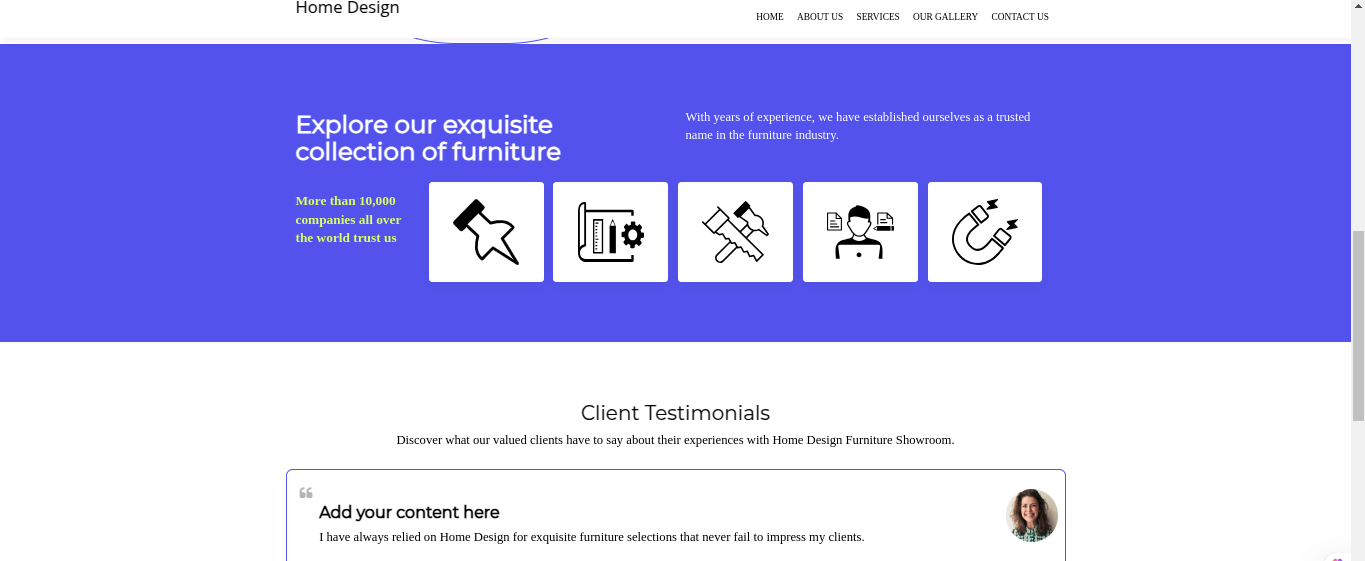 Home Design
HOME ABOUT US SERVICES OUR GALLERY CONTACT US
Explore our exquisite
collection of furniture
With years of experience, we have established ourselves as a trusted
name in the furniture industry.
More than 10,000
companies all over
the world trust us
Client Testimonials
Discover what our valued clients have to say about their experiences with Home Design Furniture Showroom.
Add your content here
I have always relied on Home Design for exquisite furniture selections that never fail to impress my clients.